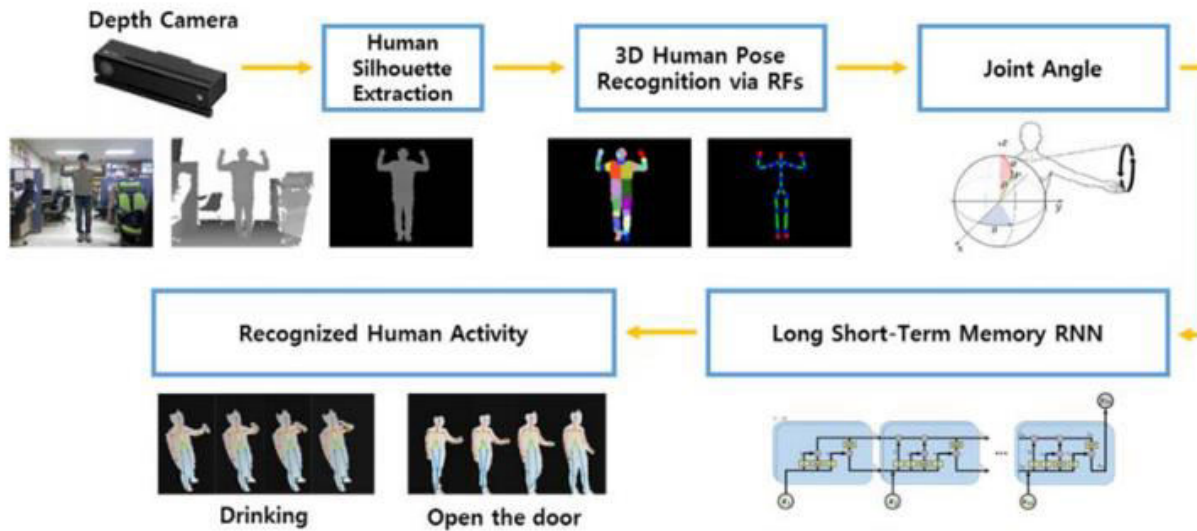 Depth Camera
Human
Silhouette
Extraction
3D Human Pose
Recognition via RFs
Joint Angle
Recognized Human Activity
Long Short-Term Memory RNN
Drinking
Open the door